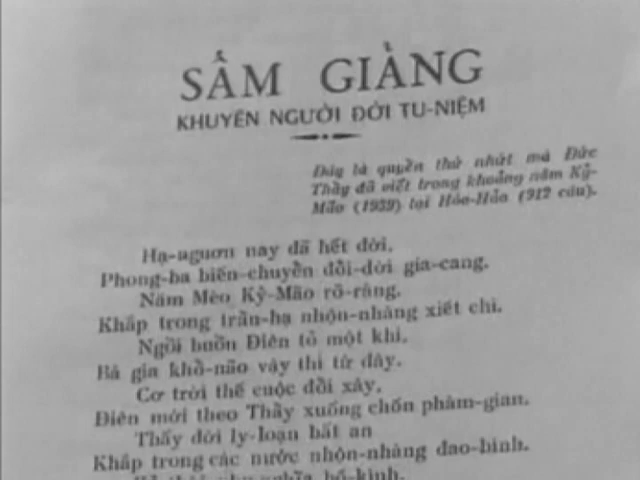 SẤM GIẢNG
KHUYÊN NGƯỜI ĐỜI TU-NIỆM
Đây là quyển thứ nhứt mà Đức
Thầy đã viết trong khoảng năm Kỷ-
Mão (1939) tại Hòa-Hảo (912 câu).
Hạ-nguơn nay đã hết đời,
Phong-ba biến-chuyển đổi-dời gia-cang.
Năm Mèo Kỷ-Mão rõ-ràng,
Khắp trong trần-hạ nhộn-nhàng xiết chi.
Ngồi buồn Điên tỏ một khi,
Bá gia khổ-não vậy thì từ đây.
Cơ trời thế cuộc đổi xây,
Điên mới theo Thầy xuống chốn phàm-gian.
Thấy đời ly-loạn bất an
Khắp trong các nước nhộn-nhàng đao-binh.